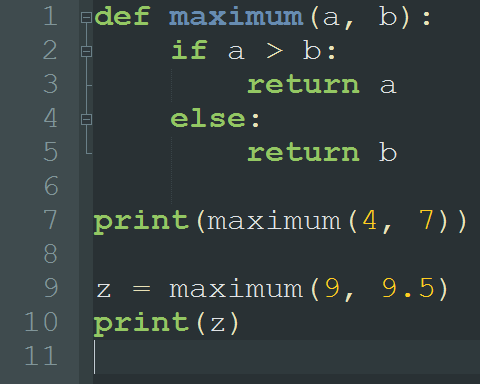 1 def maximum(a, b):
2     if a > b:
3         return a
4     else:
5         return b
6
7 print(maximum(4, 7))
8
9 z = maximum(9, 9.5)
10 print(z)
11